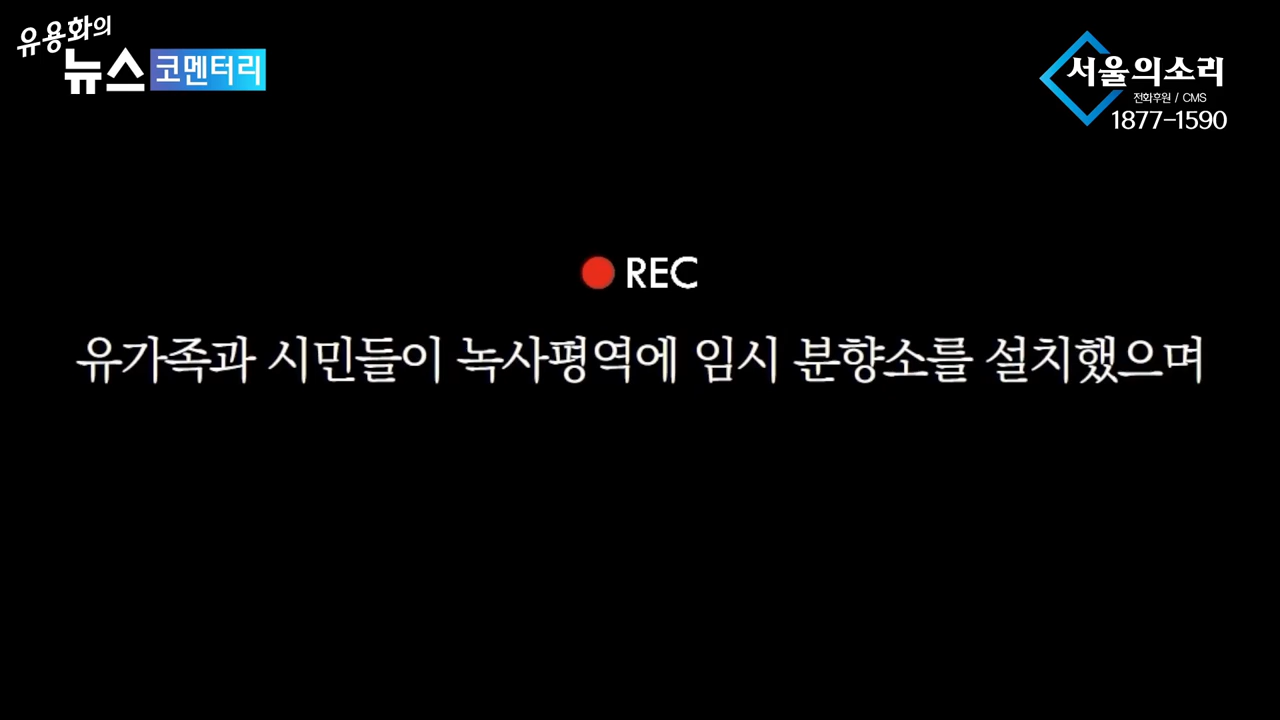 유용화의
뉴스 코멘터리
서울의소리
전화후원 / CMS
1877-1590
REC
유가족과 시민들이 녹사평역에 임시 분향소를 설치했으며